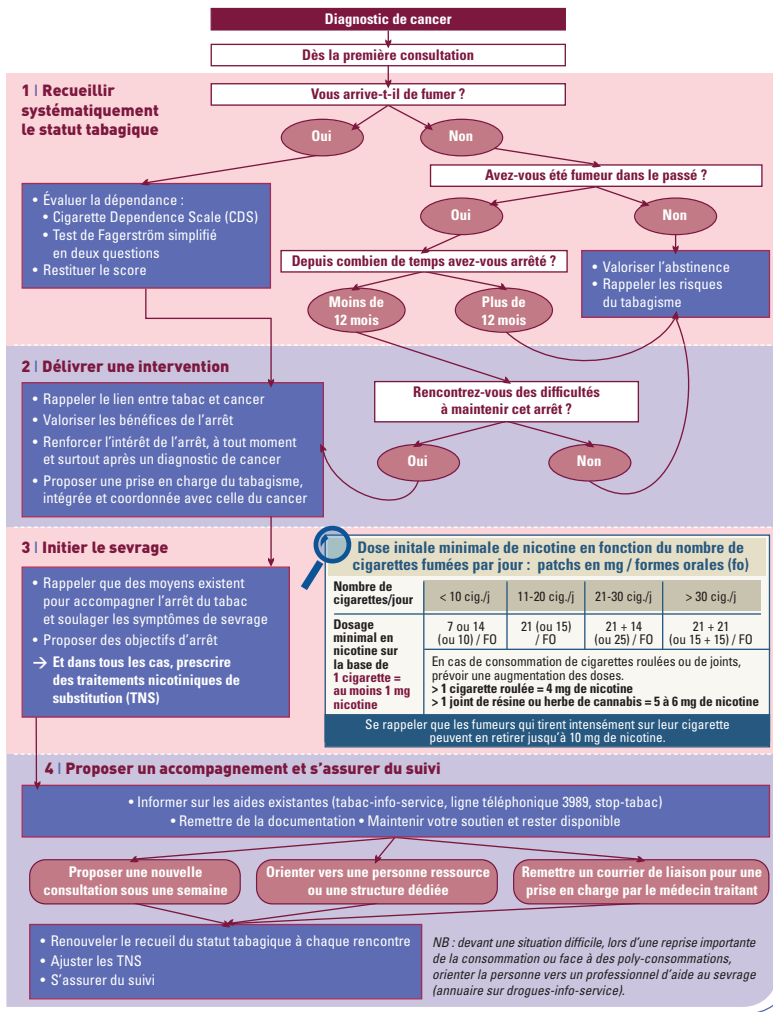 Diagnostic de cancer
Dès la première consultation
1 | Recueillir
systématiquement
le statut tabagique
Vous arrive-t-il de fumer ?
Oui
Non
Avez-vous été fumeur dans le passé ?
• Évaluer la dépendance :
• Cigarette Dependence Scale (CDS)
• Test de Fagerström simplifié
en deux questions
• Restituer le score
Oui
Non
Depuis combien de temps avez-vous arrêté ?
• Valoriser l'abstinence
• Rappeler les risques
du tabagisme
Moins de
12 mois
Plus de
12 mois
2 | Délivrer une intervention
• Rappeler le lien entre tabac et cancer
• Valoriser les bénéfices de l'arrêt
• Renforcer l'intérêt de l'arrêt, à tout moment
et surtout après un diagnostic de cancer
• Proposer une prise en charge du tabagisme,
intégrée et coordonnée avec celle du cancer
Rencontrez-vous des difficultés
à maintenir cet arrêt ?
Oui
Non
3 | Initier le sevrage
• Rappeler que des moyens existent
pour accompagner l'arrêt du tabac
et soulager les symptômes de sevrage
• Proposer des objectifs d'arrêt
→ Et dans tous les cas, prescrire
des traitements nicotiniques de
substitution (TNS)
Dose initale minimale de nicotine en fonction du nombre de
cigarettes fumées par jour : patchs en mg / formes orales (fo)
Nombre de
cigarettes/jour
< 10 cig./j
11-20 cig./j
21-30 cig./j
> 30 cig./j
Dosage
minimal en
nicotine sur
la base de
1 cigarette =
au moins 1 mg
nicotine
7 ou 14
(ou 10) / FO
21 (ou 15)
/ FO
21 + 14
(ou 25) / FO
21 + 21
(ou 15 + 15) / FO
En cas de consommation de cigarettes roulées ou de joints,
prévoir une augmentation des doses.
> 1 cigarette roulée = 4 mg de nicotine
> 1 joint de résine ou herbe de cannabis = 5 à 6 mg de nicotine
Se rappeler que les fumeurs qui tirent intensément sur leur cigarette
peuvent en retirer jusqu'à 10 mg de nicotine.
4 | Proposer un accompagnement et s'assurer du suivi
• Informer sur les aides existantes (tabac-info-service, ligne téléphonique 3989, stop-tabac)
• Remettre de la documentation • Maintenir votre soutien et rester disponible
Proposer une nouvelle
consultation sous une semaine
Orienter vers une personne ressource
ou une structure dédiée
Remettre un courrier de liaison pour une
prise en charge par le médecin traitant
• Renouveler le recueil du statut tabagique à chaque rencontre
• Ajuster les TNS
• S'assurer du suivi
NB : devant une situation difficile, lors d'une reprise importante
de la consommation ou face à des poly-consommations,
orienter la personne vers un professionnel d'aide au sevrage
(annuaire sur drogues-info-service).